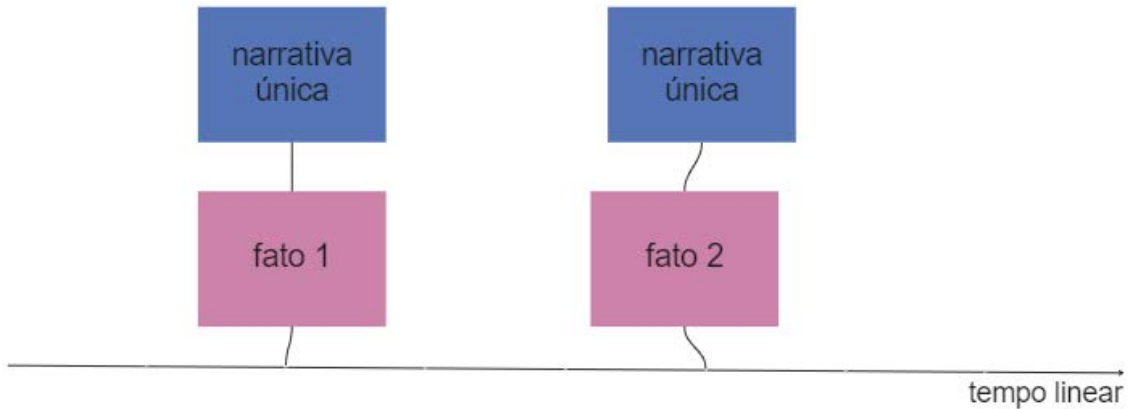 narrativa
única
narrativa
única
fato 1
fato 2
tempo linear